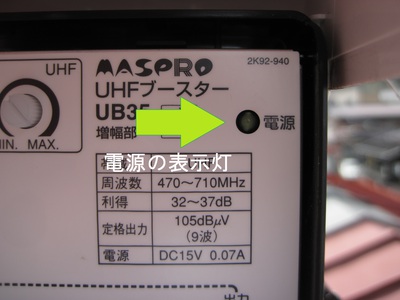 UHF
MASPRO
2K92-940
UHFブースター
UB35
増幅部
電源
MIN. MAX.
電源の表示灯
周波数 470～710MHz
利得 32～37dB
定格出力 105dBμV
(9波)
電源 DC15V 0.07A
出力